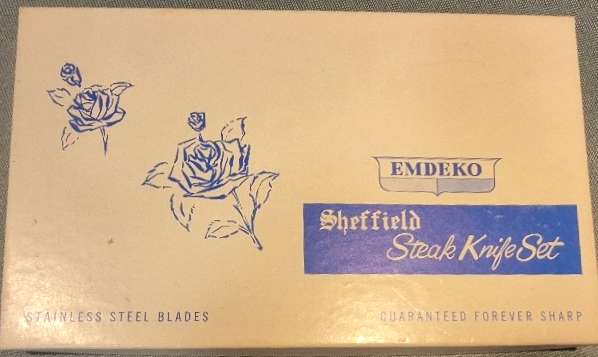 EMDEKO
Sheffield
Steak Knife Set
STAINLESS STEEL BLADES
GUARANTEED FOREVER SHARP